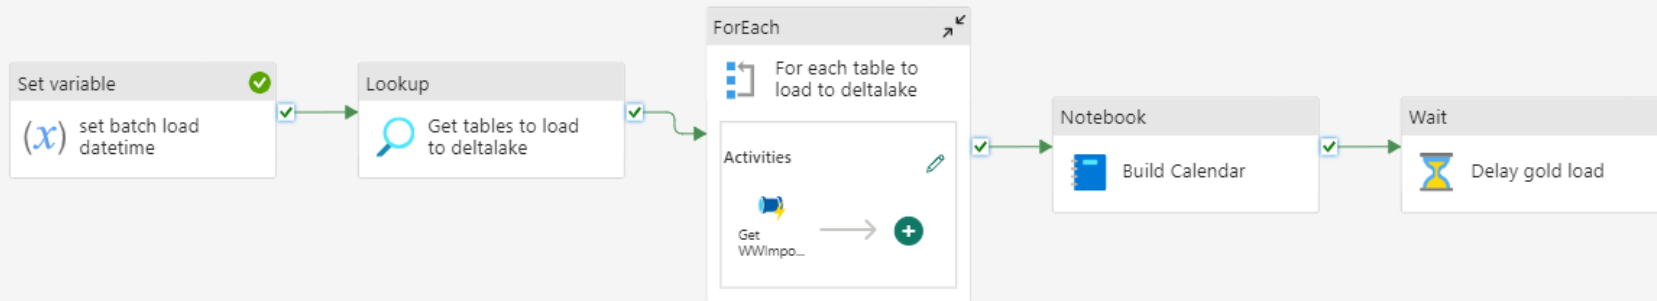 Set variable
(x)
set batch load
datetime
Lookup
Get tables to load
to deltalake
ForEach
For each table to
load to deltalake
Activities
Get
WWImpo...
Notebook
Build Calendar
Wait
Delay gold load